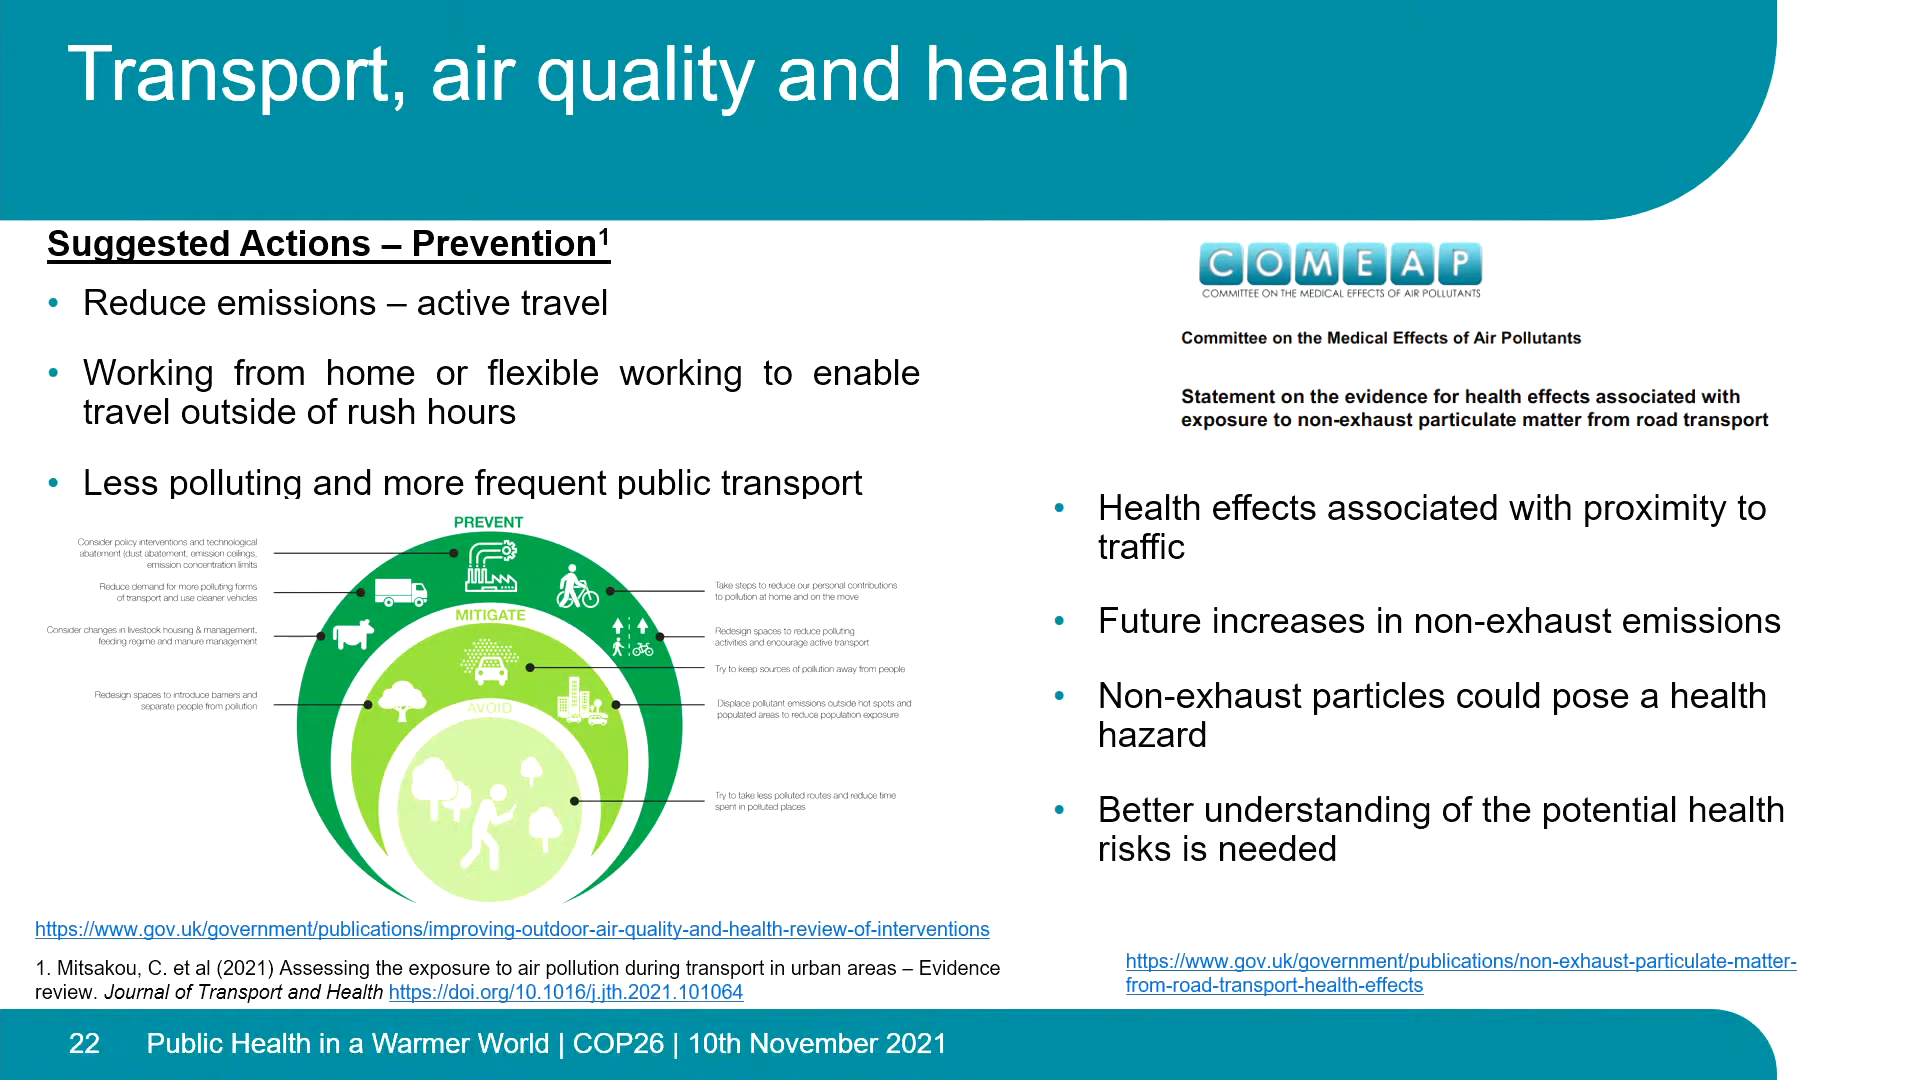 Transport, air quality and health
Suggested Actions – Prevention1
• Reduce emissions – active travel
• Working from home or flexible working to enable
travel outside of rush hours
• Less polluting and more frequent public transport
PREVENT
Consider policy interventions and technological
abatement (dust abatement, emission ceilings,
emission concentration limits
Reduce demand for more polluting forms
of transport and use cleaner vehicles
Consider changes in livestock housing & management,
feeding regime and manure management
Redesign spaces to introduce barriers and
separate people from pollution
MITIGATE
AVOID
Take steps to reduce our personal contributions
to pollution at home and on the move
Redesign spaces to reduce polluting
activities and encourage active transport
Try to keep sources of pollution away from people
Displace pollutant emissions outside hot spots and
populated areas to reduce population exposure
Try to take less polluted routes and reduce time
spent in polluted places
https://www.gov.uk/government/publications/improving-outdoor-air-quality-and-health-review-of-interventions
1. Mitsakou, C. et al (2021) Assessing the exposure to air pollution during transport in urban areas – Evidence
review. Journal of Transport and Health https://doi.org/10.1016/j.jth.2021.101064
COMEAP
COMMITTEE ON THE MEDICAL EFFECTS OF AIR POLLUTANTS
Committee on the Medical Effects of Air Pollutants
Statement on the evidence for health effects associated with
exposure to non-exhaust particulate matter from road transport
• Health effects associated with proximity to
traffic
• Future increases in non-exhaust emissions
• Non-exhaust particles could pose a health
hazard
• Better understanding of the potential health
risks is needed
https://www.gov.uk/government/publications/non-exhaust-particulate-matter-
from-road-transport-health-effects
22 Public Health in a Warmer World | COP26 | 10th November 2021